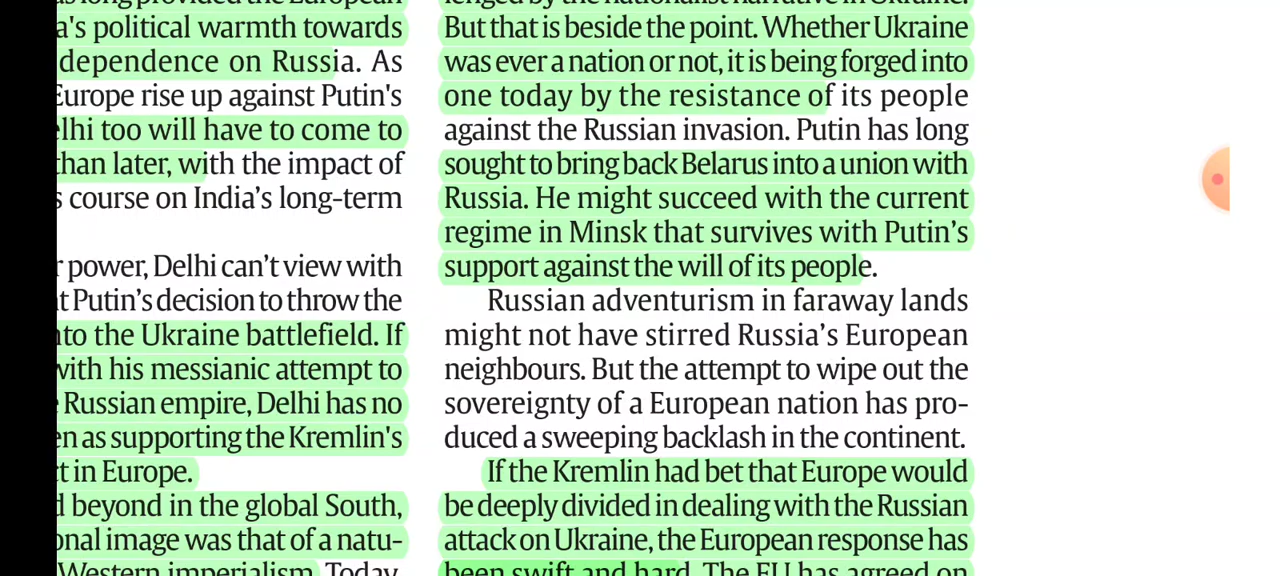 a's political warmth towards
dependence on Russia. As
Europe rise up against Putin's
elhi too will have to come to
than later, with the impact of
s course on India’s long-term
r power, Delhi can’t view with
t Putin’s decision to throw the
nto the Ukraine battlefield. If
with his messianic attempt to
Russian empire, Delhi has no
en as supporting the Kremlin's
t in Europe.
d beyond in the global South,
onal image was that of a natu-
Western imperialism. Today,
But that is beside the point. Whether Ukraine
was ever a nation or not, it is being forged into
one today by the resistance of its people
against the Russian invasion. Putin has long
sought to bring back Belarus into a union with
Russia. He might succeed with the current
regime in Minsk that survives with Putin’s
support against the will of its people.
Russian adventurism in faraway lands
might not have stirred Russia’s European
neighbours. But the attempt to wipe out the
sovereignty of a European nation has pro-
duced a sweeping backlash in the continent.
If the Kremlin had bet that Europe would
be deeply divided in dealing with the Russian
attack on Ukraine, the European response has
been swift and hard. The EU has agreed on